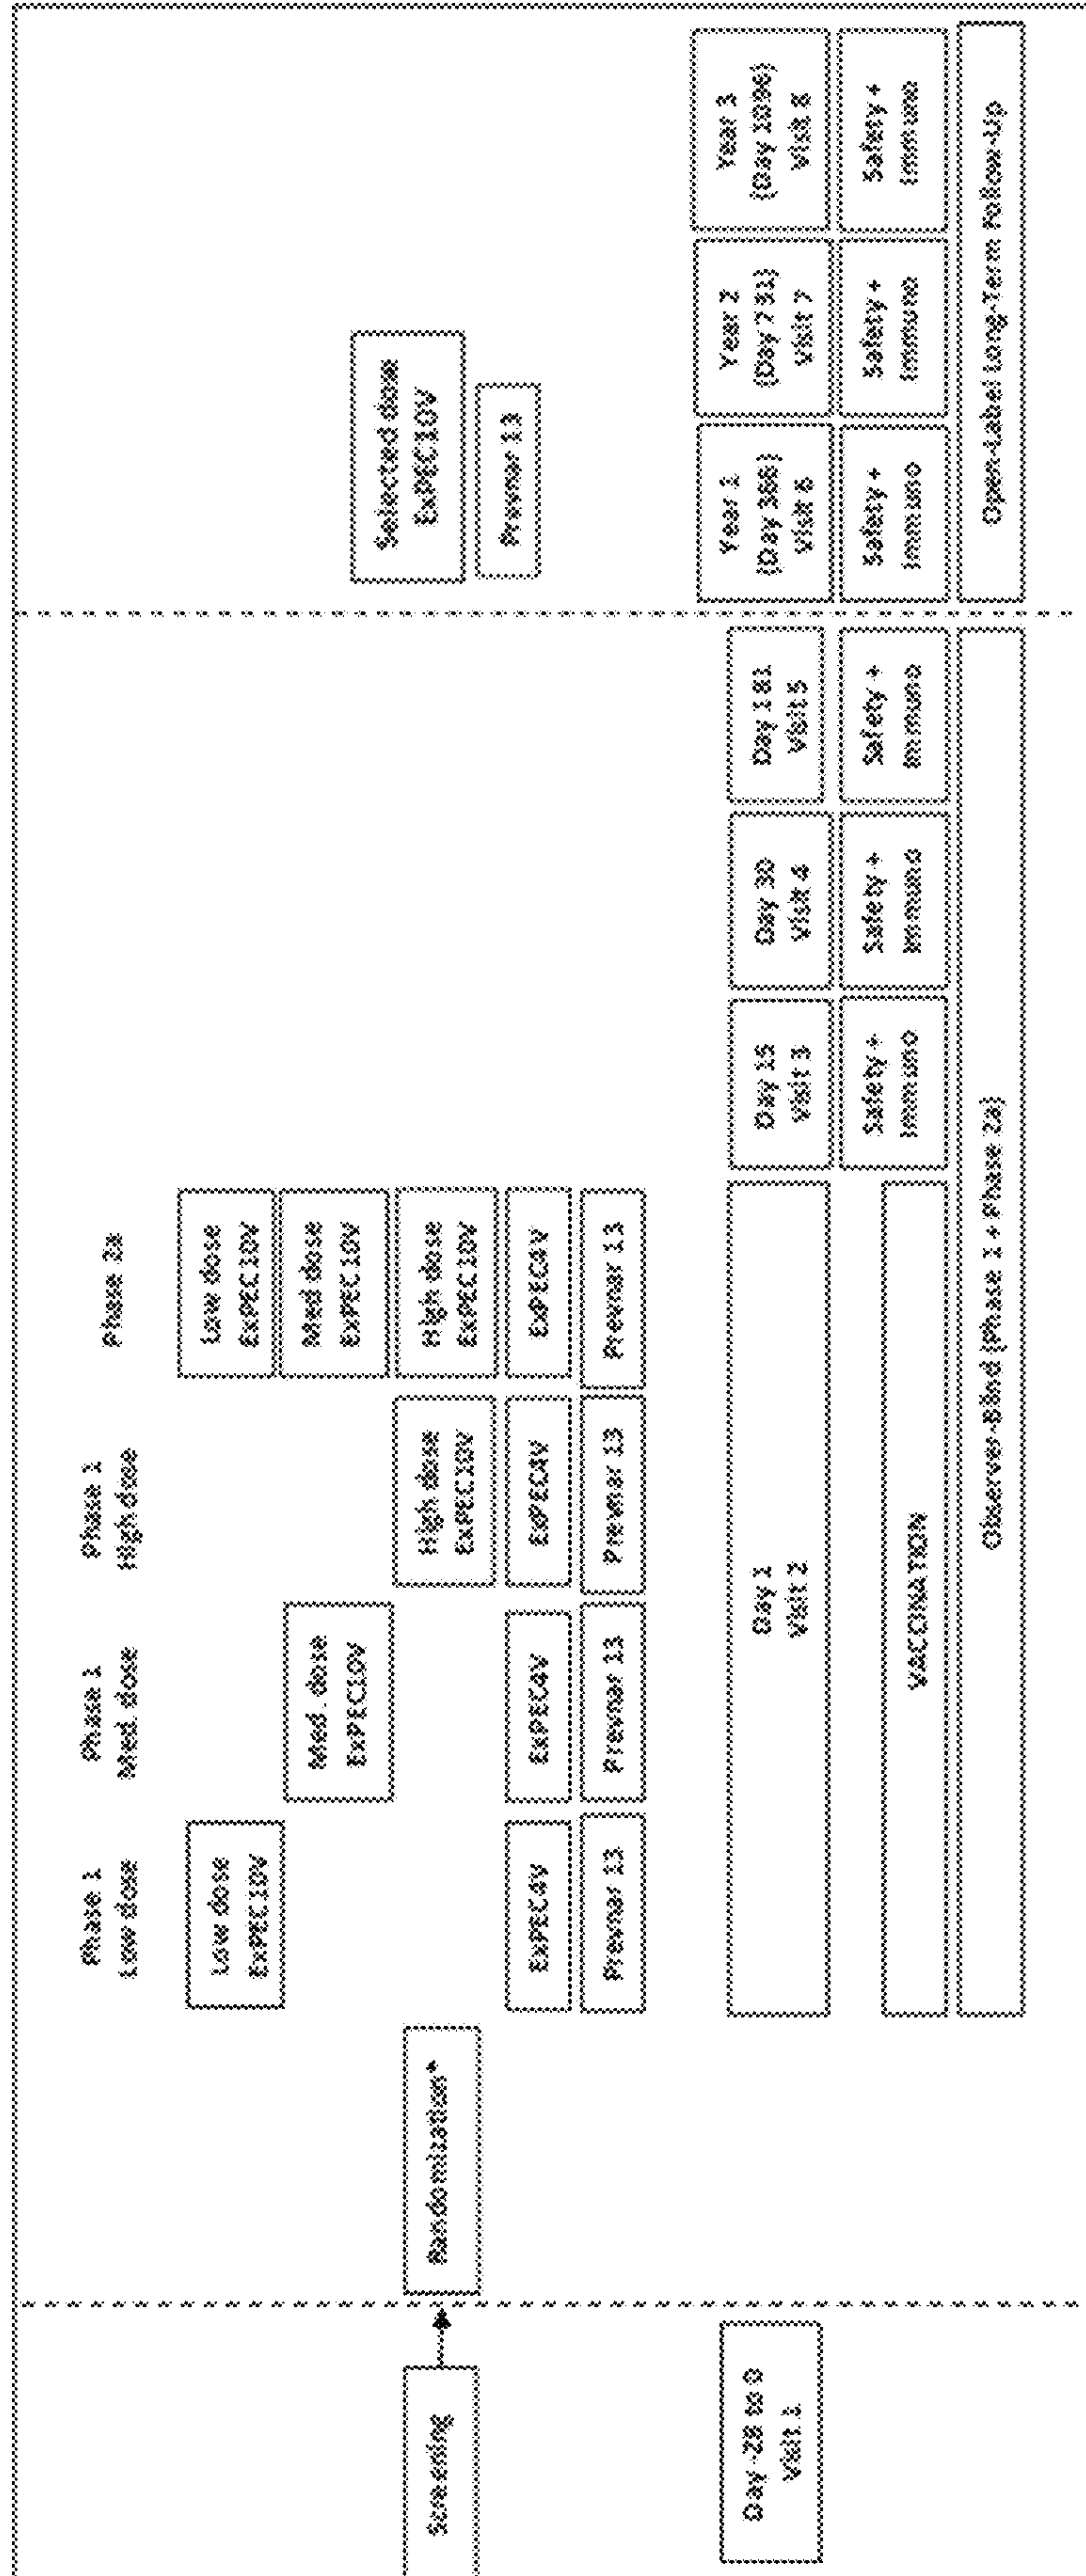 Screening
Day -28 to 0
Visit 1
Randomization*
Phase 1
Low dose
Low dose
ExPEC10V
ExPEC4V
Prevnar 13
Phase 1
Med. dose
Med. dose
ExPEC10V
ExPEC4V
Prevnar 13
Phase 1
High dose
High dose
ExPEC10V
ExPEC4V
Prevnar 13
Phase 2a
Low dose
ExPEC10V
Med dose
ExPEC10V
High dose
ExPEC10V
ExPEC4V
Prevnar 13
Day 1
Visit 2
VACCINATION
Day 15
Visit 3
Safety +
Immuno
Day 30
Visit 4
Safety +
Immuno
Day 181
Visit 5
Safety +
Immuno
Observer-Blind (Phase 1 + Phase 2a)
Selected dose
ExPEC10V
Prevnar 13
Year 1
(Day 366)
Visit 6
Safety +
Immuno
Year 2
(Day 731)
Visit 7
Safety +
Immuno
Year 3
(Day 1096)
Visit 8
Safety +
Immuno
Open-Label Long-Term Follow-Up